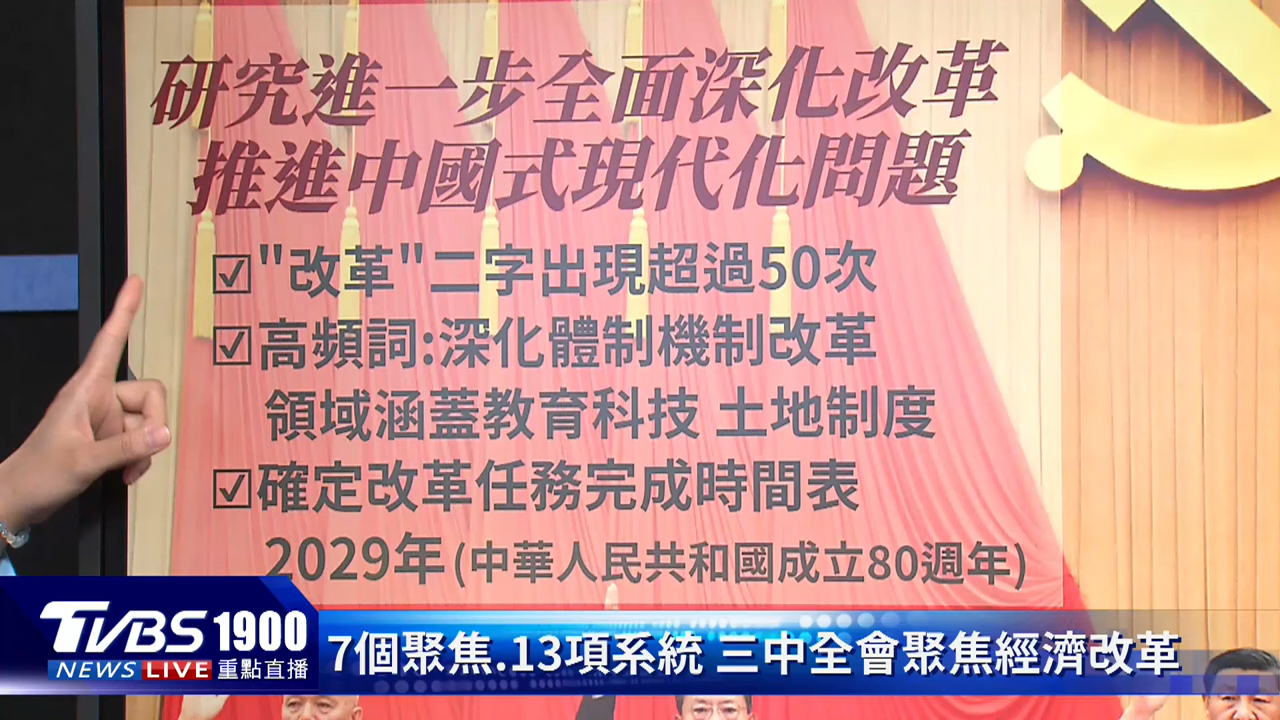 研究進一步全面深化改革
推進中國式現代化問題
☑"改革"二字出現超過50次
☑高頻詞:深化體制機制改革
領域涵蓋教育科技 土地制度
☑確定改革任務完成時間表
2029年(中華人民共和國成立80週年)
TVBS 1900
NEWS LIVE 重點直播
7個聚焦.13項系統 三中全會聚焦經濟改革